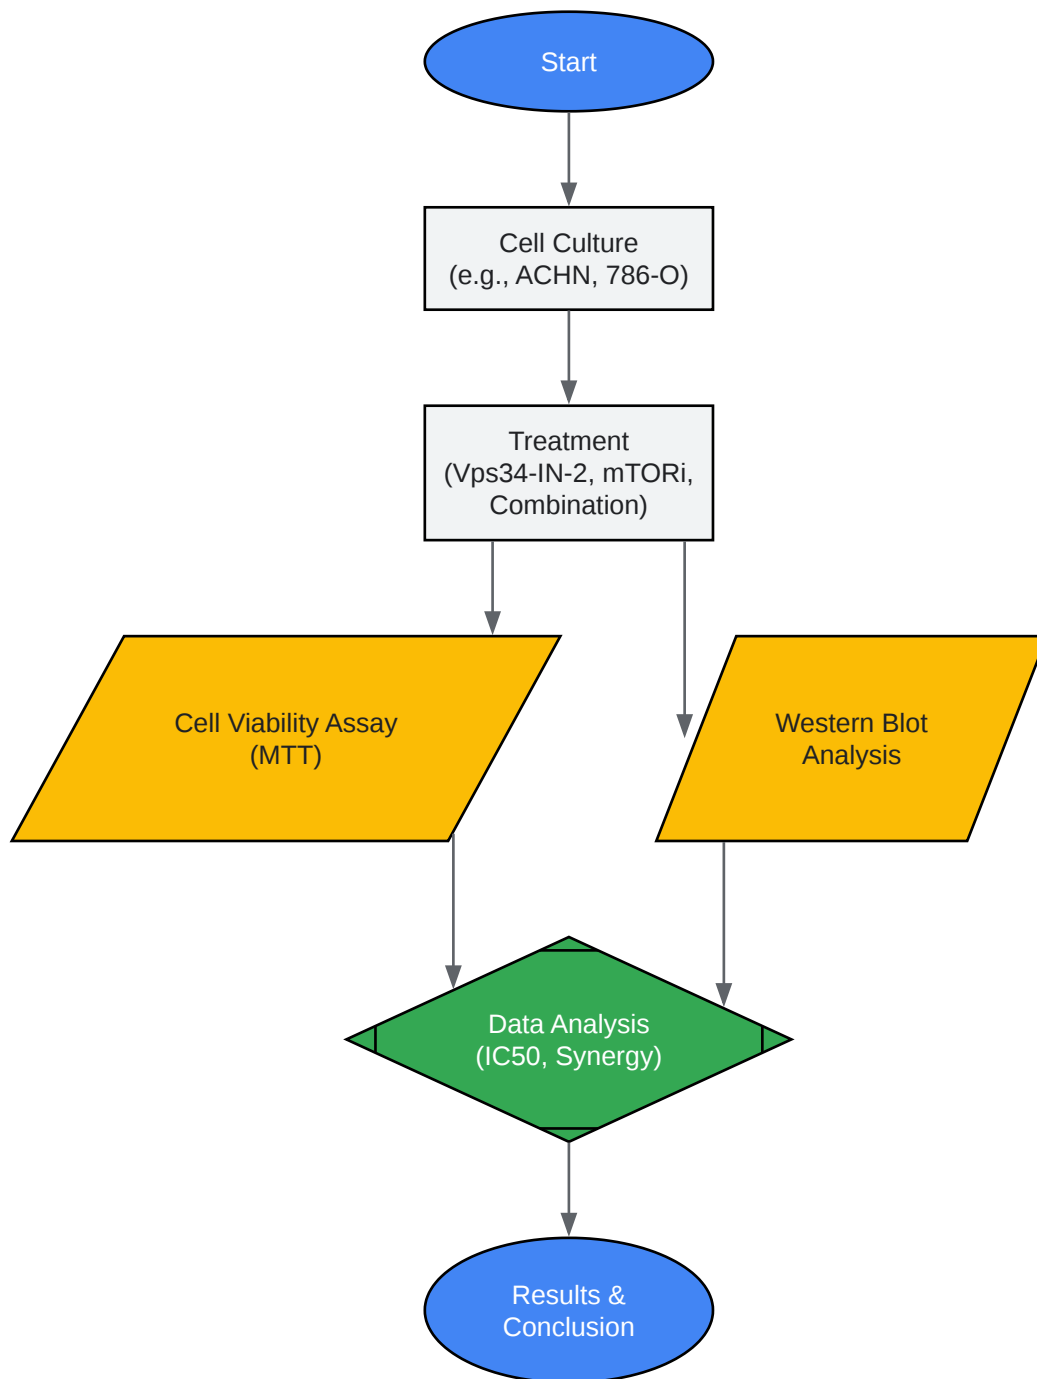 Start
Cell Culture
(e.g., ACHN, 786-O)
Treatment
(Vps34-IN-2, mTORi,
Combination)
Cell Viability Assay
(MTT)
Western Blot
Analysis
Data Analysis
(IC50, Synergy)
Results &
Conclusion